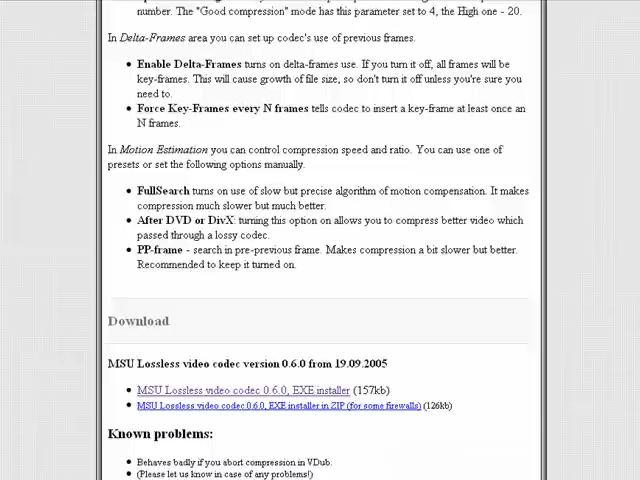 number. The "Good compression" mode has this parameter set to 4, the High one - 20.
In Delta-Frames area you can set up codec's use of previous frames.
Enable Delta-Frames turns on delta-frames use. If you turn it off, all frames will be
key-frames. This will cause growth of file size, so don't turn it off unless you're sure you
need to.
Force Key-Frames every N frames tells codec to insert a key-frame at least once an
N frames.
In Motion Estimation you can control compression speed and ratio. You can use one of
presets or set the following options manually.
FullSearch turns on use of slow but precise algorithm of motion compensation. It makes
compression much slower but much better.
After DVD or DivX: turning this option on allows you to compress better video which
passed through a lossy codec.
PP-frame - search in pre-previous frame. Makes compression a bit slower but better.
Recommended to keep it turned on.
Download
MSU Lossless video codec version 0.6.0 from 19.09.2005
MSU Lossless video codec 0.6.0, EXE installer (157kb)
MSU Lossless video codec 0.6.0, EXE installer in ZIP (for some firewalls) (126kb)
Known problems:
Behaves badly if you abort compression in VDub.
(Please let us know in case of any problems!)